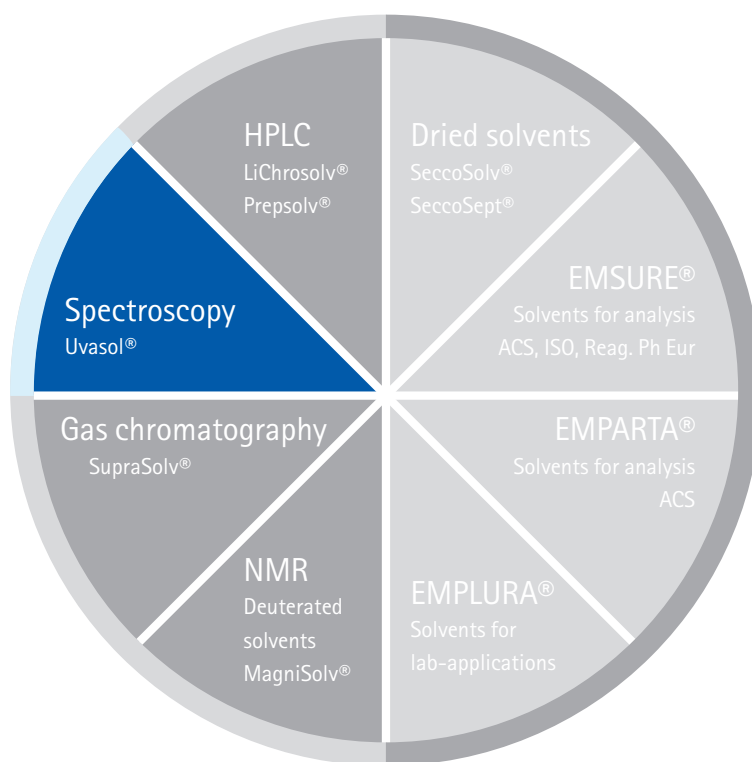 HPLC
LiChrosolv®
Prepsolv®
Dried solvents
SeccoSolv®
SeccoSept®
EMSURE®
Solvents for analysis
ACS, ISO, Reag. Ph Eur
Spectroscopy
Uvasol®
Gas chromatography
SupraSolv®
EMPARTA®
Solvents for analysis
ACS
NMR
Deuterated
solvents
MagniSolv®
EMPLURA®
Solvents for
lab-applications